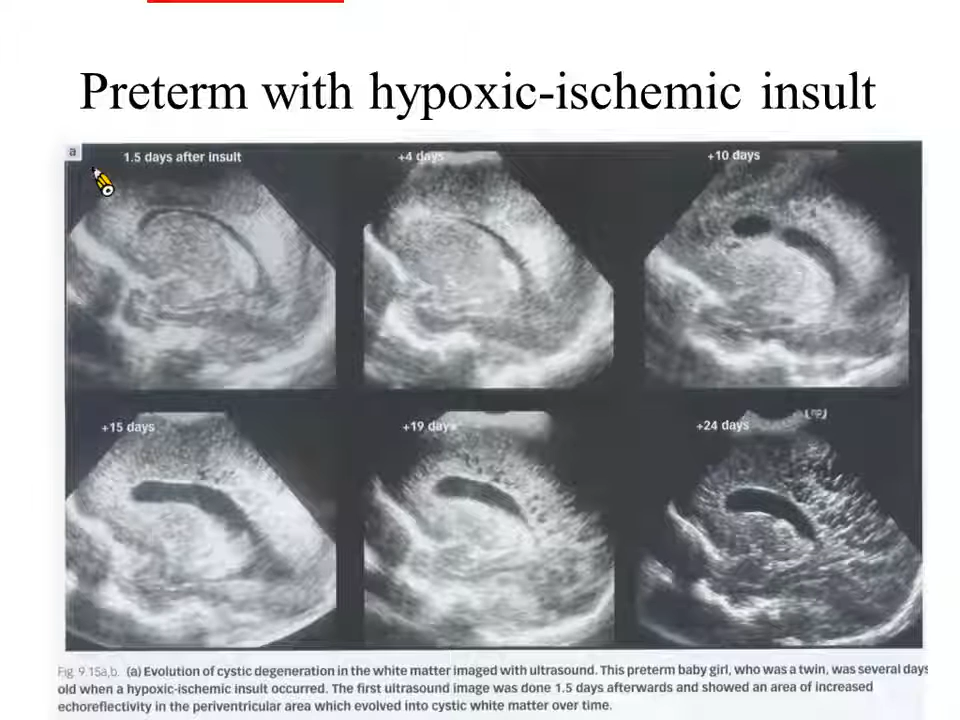 Preterm with hypoxic-ischemic insult
a
1.5 days after insult
+4 days
+10 days
+15 days
+19 days
+24 days
Fig 9.15a,b. (a) Evolution of cystic degeneration in the white matter imaged with ultrasound. This preterm baby girl, who was a twin, was several days
old when a hypoxic-ischemic insult occurred. The first ultrasound image was done 1.5 days afterwards and showed an area of increased
echoreflectivity in the periventricular area which evolved into cystic white matter over time.